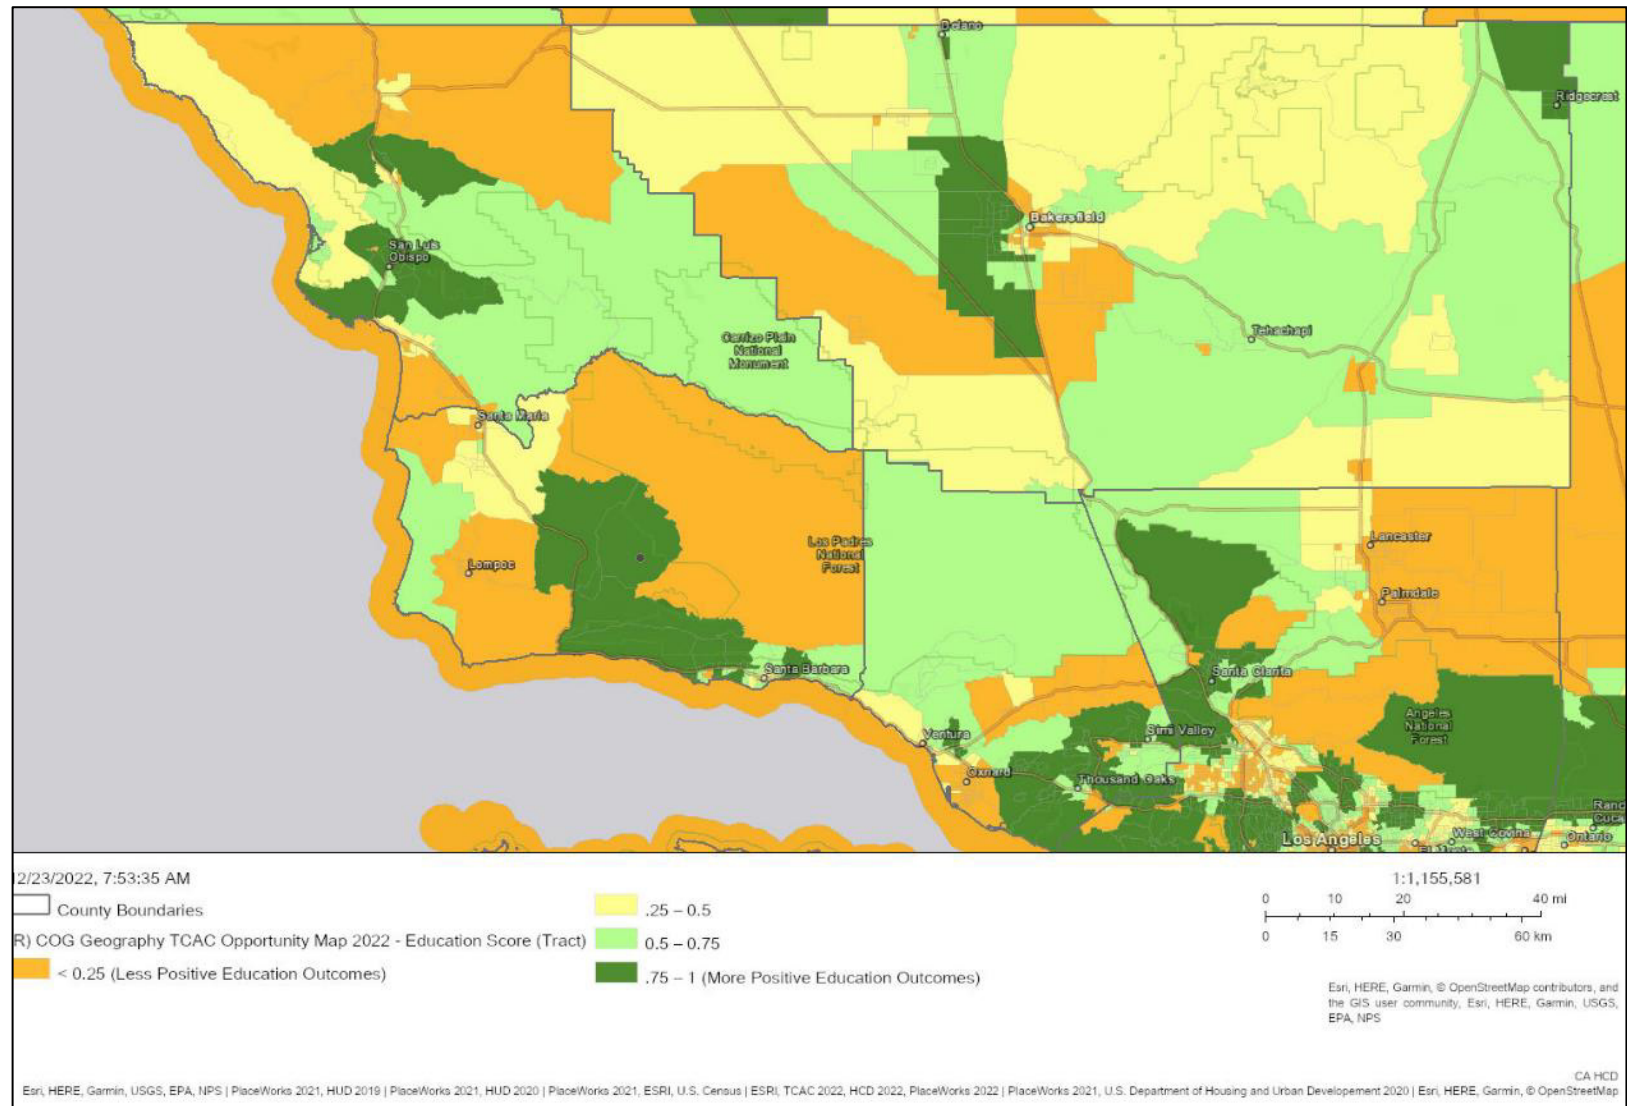 Delano
Ridgecrest
Bakersfield
San Luis
Obispo
Tehachapi
Carrizo Plain
National
Monument
Santa Maria
Los Padres
National
Forest
Lancaster
Lompoc
Palmdale
Santa Barbara
Santa Clarita
Angeles
National
Forest
Ventura
Simi Valley
Oxnard
Thousand Oaks
Los Angeles
West Covina
Ontario
Ranc
Cuca
12/23/2022, 7:53:35 AM
County Boundaries
R) COG Geography TCAC Opportunity Map 2022 - Education Score (Tract)
< 0.25 (Less Positive Education Outcomes)
.25 – 0.5
0.5 – 0.75
.75 – 1 (More Positive Education Outcomes)
1:1,155,581
0 10 20 40 mi
0 15 30 60 km
Esri, HERE, Garmin, © OpenStreetMap contributors, and
the GIS user community, Esri, HERE, Garmin, USGS,
EPA, NPS
CA HCD
Esri, HERE, Garmin, USGS, EPA, NPS | PlaceWorks 2021, HUD 2019 | PlaceWorks 2021, HUD 2020 | PlaceWorks 2021, ESRI, U.S. Census | ESRI, TCAC 2022, HCD 2022, PlaceWorks 2022 | PlaceWorks 2021, U.S. Department of Housing and Urban Developement 2020 | Esri, HERE, Garmin, © OpenStreetMap